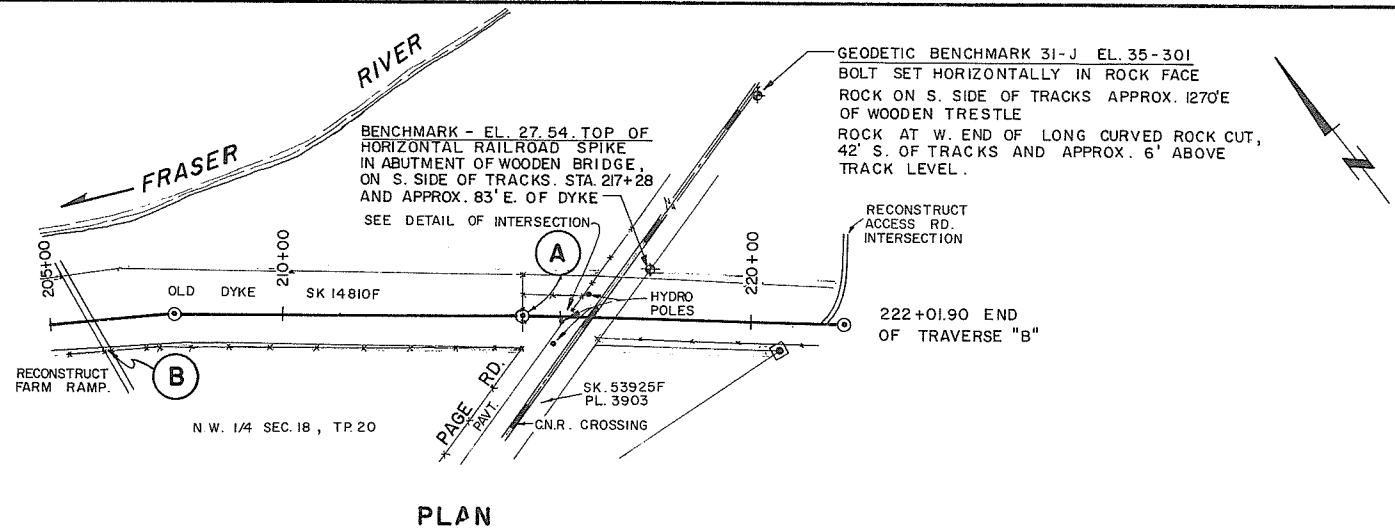 FRASER RIVER
GEODETIC BENCHMARK 31-J EL. 35-301
BOLT SET HORIZONTALLY IN ROCK FACE
ROCK ON S. SIDE OF TRACKS APPROX. 1270'E
OF WOODEN TRESTLE
ROCK AT W. END OF LONG CURVED ROCK CUT,
42' S. OF TRACKS AND APPROX. 6' ABOVE
TRACK LEVEL.
BENCHMARK - EL. 27.54. TOP OF
HORIZONTAL RAILROAD SPIKE
IN ABUTMENT OF WOODEN BRIDGE,
ON S. SIDE OF TRACKS. STA. 217+28
AND APPROX. 83' E. OF DYKE
SEE DETAIL OF INTERSECTION
RECONSTRUCT
ACCESS RD.
INTERSECTION
A
2015+00
210+00
220+00
OLD DYKE SK 14810F
HYDRO
POLES
222+01.90 END
OF TRAVERSE "B"
RECONSTRUCT
FARM RAMP.
B
PAGE RD.
PAVT.
SK. 53925F
PL. 3903
C.N.R. CROSSING
N.W. 1/4 SEC. 18, TP. 20
PLAN